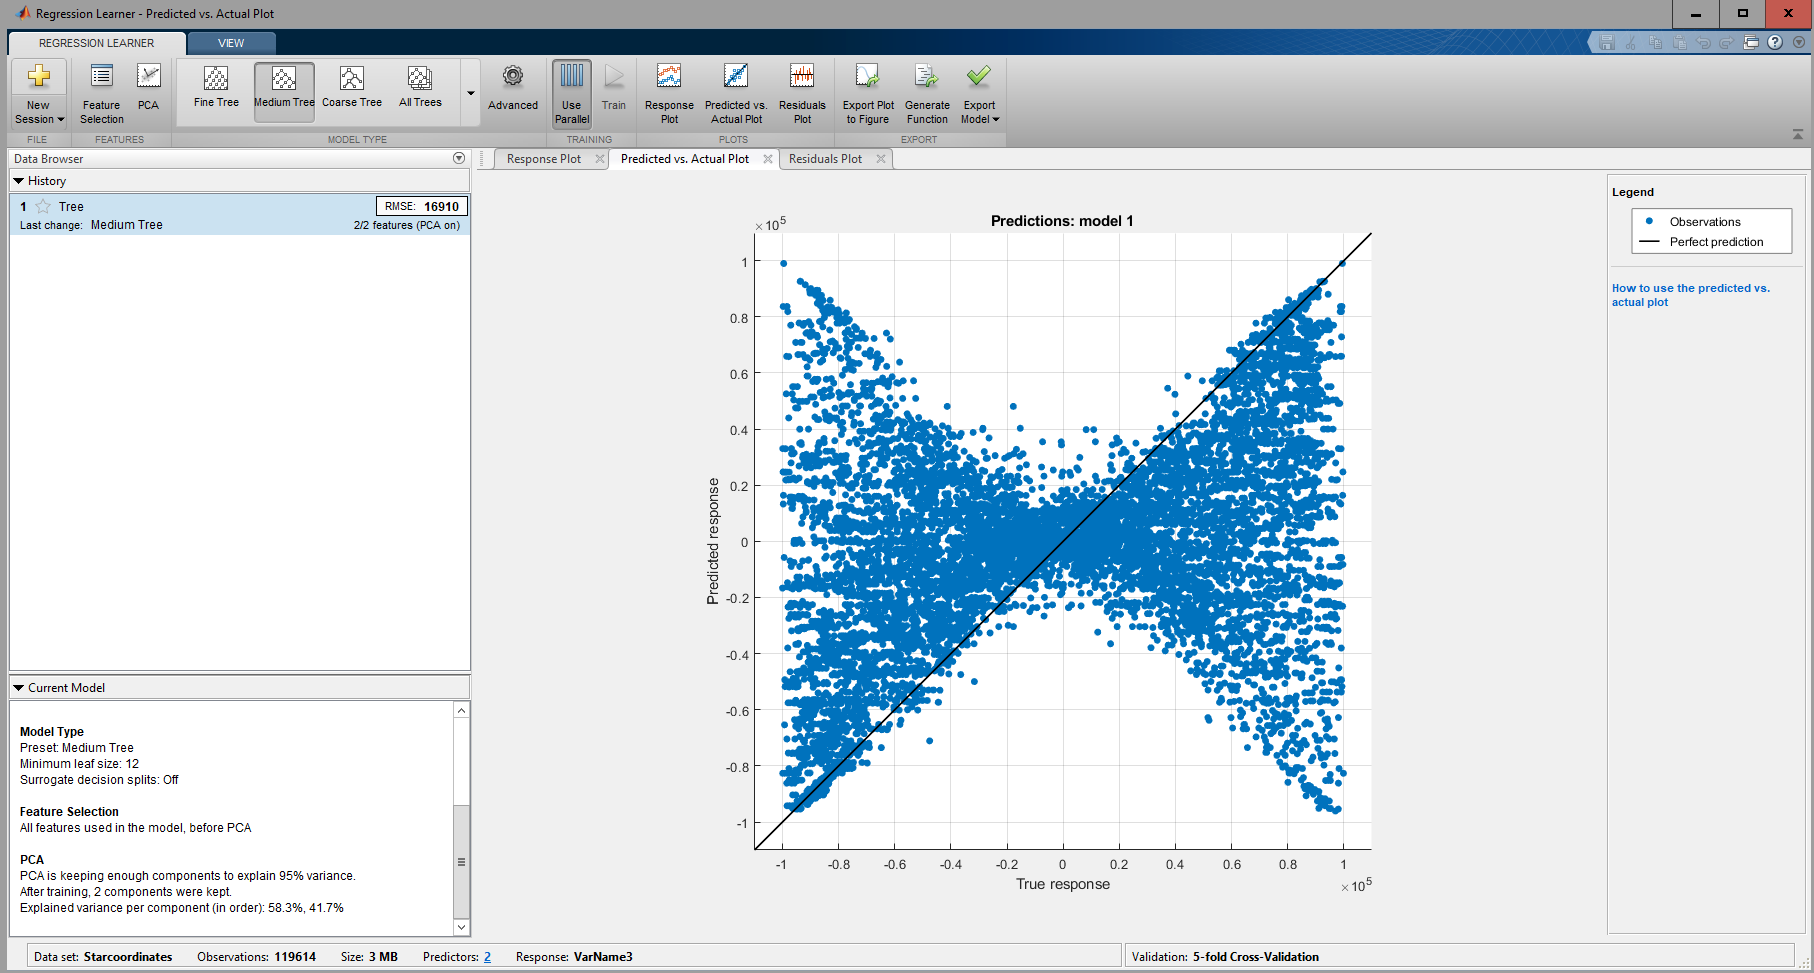 Regression Learner - Predicted vs. Actual Plot
REGRESSION LEARNER
VIEW
New
Session
Feature
Selection
PCA
Fine Tree
Medium Tree
Coarse Tree
All Trees
Advanced
Use
Parallel
Train
Response
Plot
Predicted vs.
Actual Plot
Residuals
Plot
Export Plot
to Figure
Generate
Function
Export
Model
FILE
FEATURES
MODEL TYPE
TRAINING
PLOTS
EXPORT
Data Browser
History
1 Tree
RMSE: 16910
Last change: Medium Tree
2/2 features (PCA on)
Current Model
Model Type
Preset: Medium Tree
Minimum leaf size: 12
Surrogate decision splits: Off
Feature Selection
All features used in the model, before PCA
PCA
PCA is keeping enough components to explain 95% variance.
After training, 2 components were kept.
Explained variance per component (in order): 58.3%, 41.7%
Response Plot
Predicted vs. Actual Plot
Residuals Plot
Predictions: model 1
×10^5
1
0.8
0.6
0.4
0.2
0
-0.2
-0.4
-0.6
-0.8
-1
Predicted response
-1 -0.8 -0.6 -0.4 -0.2 0 0.2 0.4 0.6 0.8 1
True response
×10^5
Legend
Observations
Perfect prediction
How to use the predicted vs.
actual plot
Data set: Starcoordinates Observations: 119614 Size: 3 MB Predictors: 2 Response: VarName3
Validation: 5-fold Cross-Validation